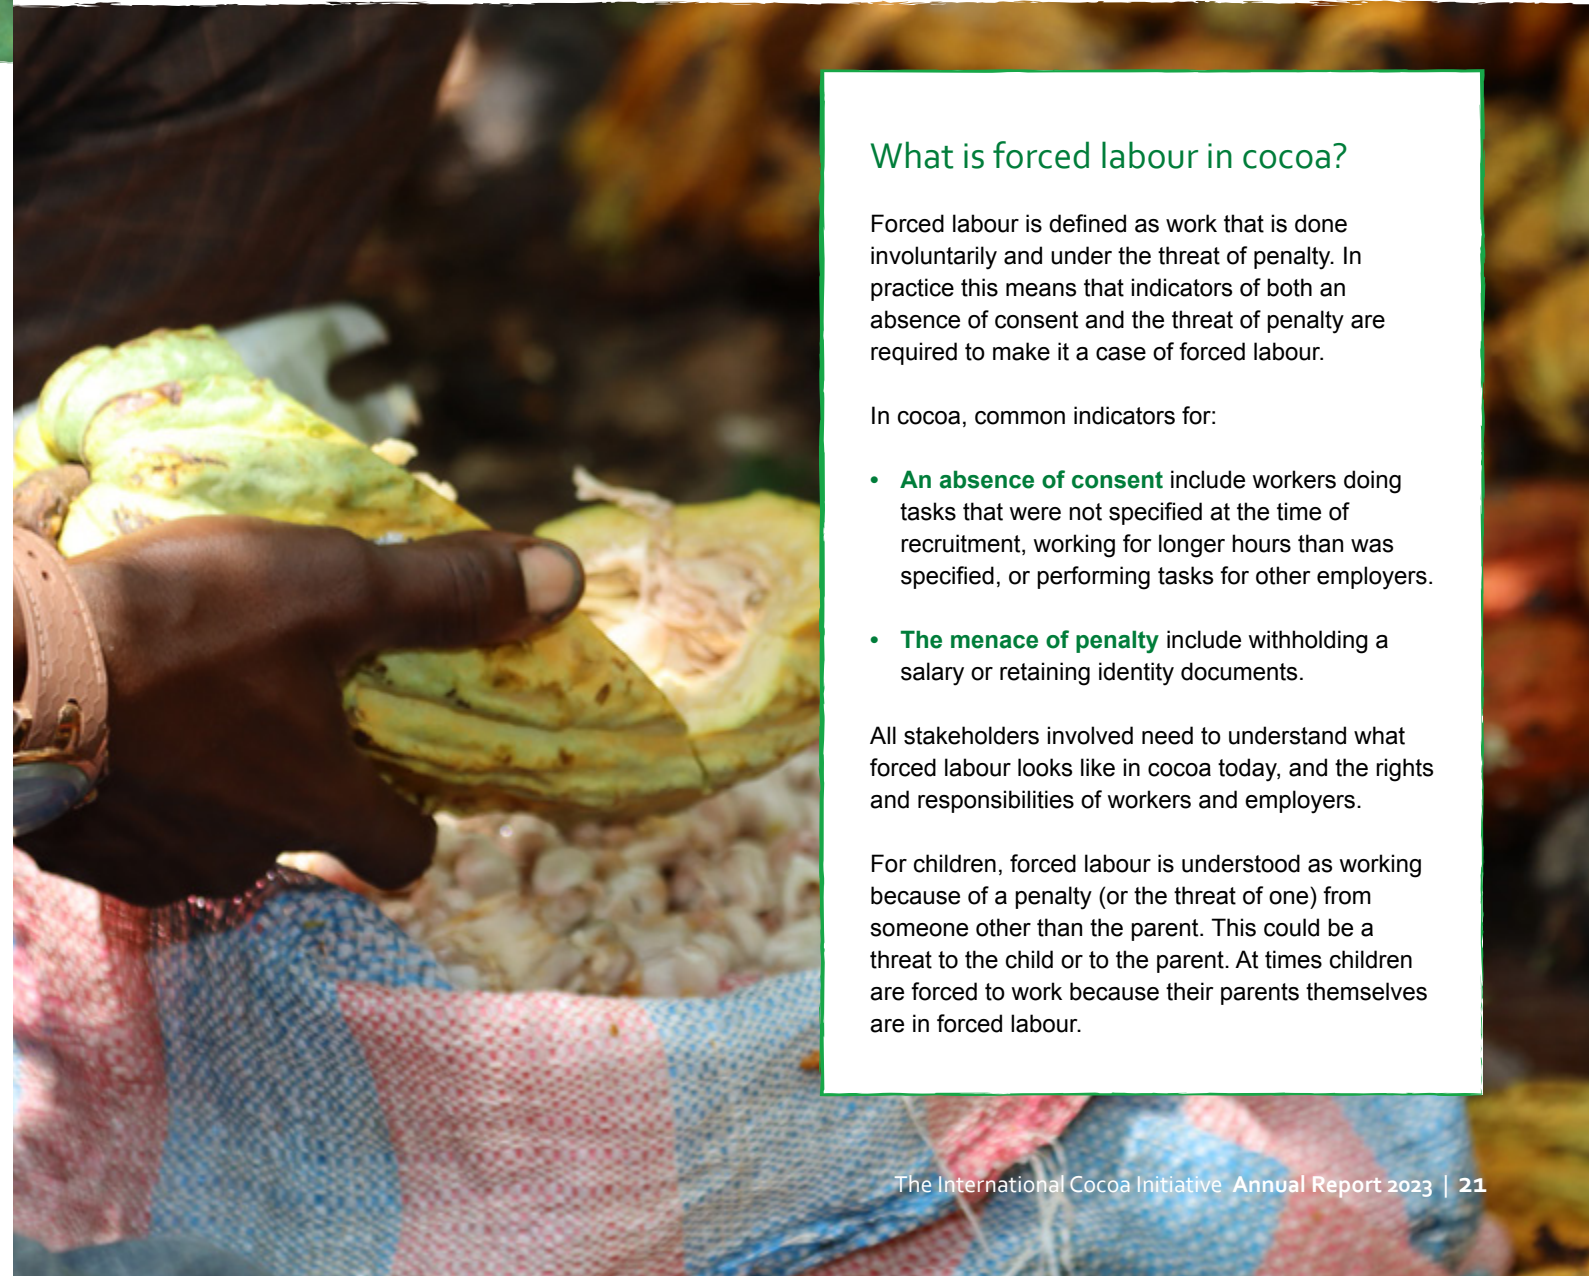 What is forced labour in cocoa?
Forced labour is defined as work that is done
involuntarily and under the threat of penalty. In
practice this means that indicators of both an
absence of consent and the threat of penalty are
required to make it a case of forced labour.
In cocoa, common indicators for:
• An absence of consent include workers doing
tasks that were not specified at the time of
recruitment, working for longer hours than was
specified, or performing tasks for other employers.
• The menace of penalty include withholding a
salary or retaining identity documents.
All stakeholders involved need to understand what
forced labour looks like in cocoa today, and the rights
and responsibilities of workers and employers.
For children, forced labour is understood as working
because of a penalty (or the threat of one) from
someone other than the parent. This could be a
threat to the child or to the parent. At times children
are forced to work because their parents themselves
are in forced labour.
The International Cocoa Initiative Annual Report 2023 | 21